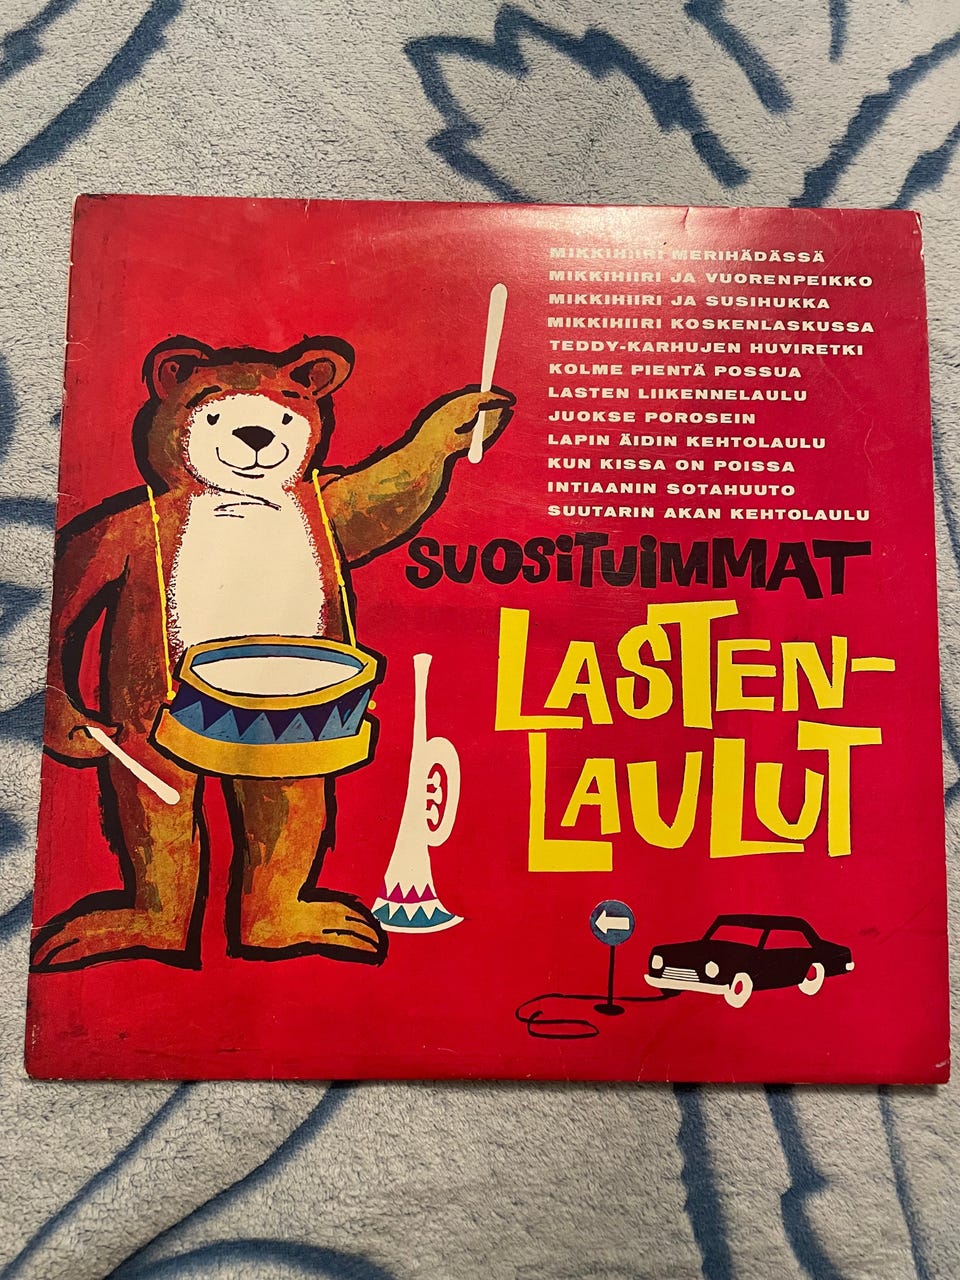 MIKKIHIIRI MERIHÄDÄSSÄ
MIKKIHIIRI JA VUORENPEIKKO
MIKKIHIIRI JA SUSIHUKKA
MIKKIHIIRI KOSKENLASKUSSA
TEDDY-KARHUJEN HUVIRETKI
KOLME PIENTÄ POSSUA
LASTEN LIIKENNELAULU
JUOKSE POROSEIN
LAPIN ÄIDIN KEHTOLAULU
KUN KISSA ON POISSA
INTIAANIN SOTAHUUTO
SUUTARIN AKAN KEHTOLAULU
SUOSITUIMMAT
LASTEN-
LAULUT